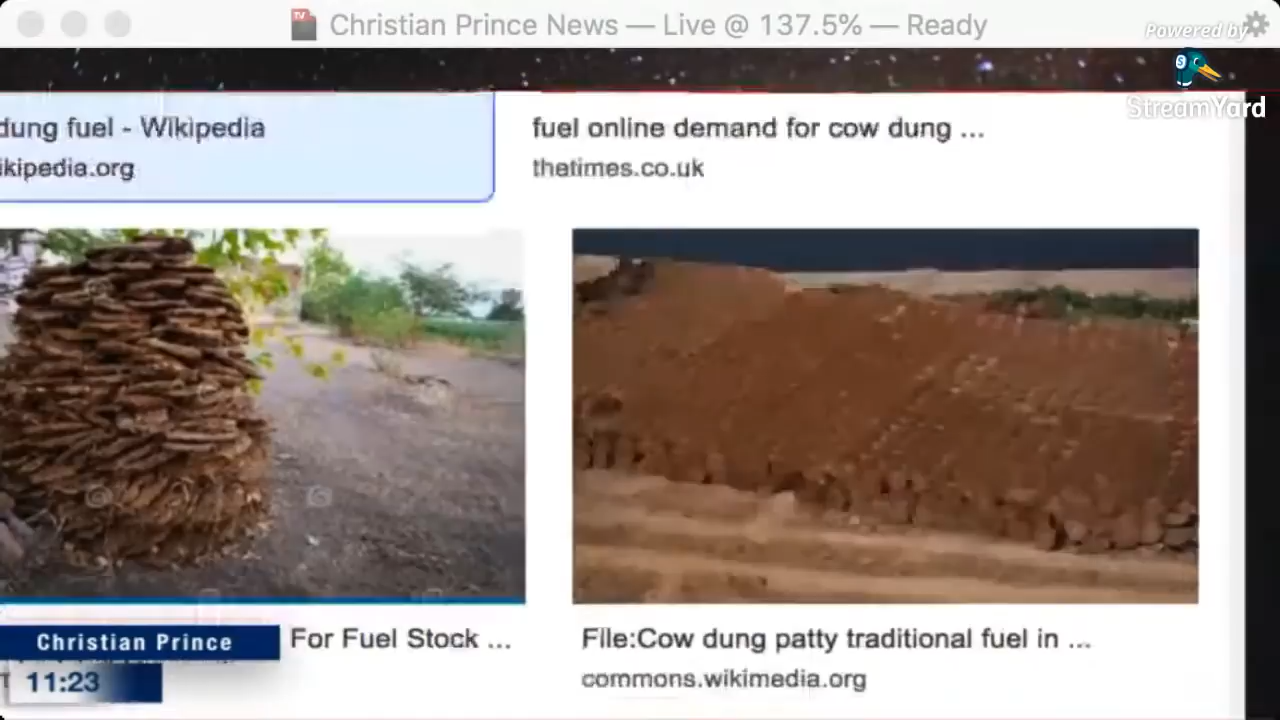 Christian Prince News — Live @ 137.5% — Ready
Powered by
StreamYard
dung fuel - Wikipedia
kipedia.org
fuel online demand for cow dung ...
thetimes.co.uk
Christian Prince
11:23
For Fuel Stock ...
File:Cow dung patty traditional fuel in ...
commons.wikimedia.org